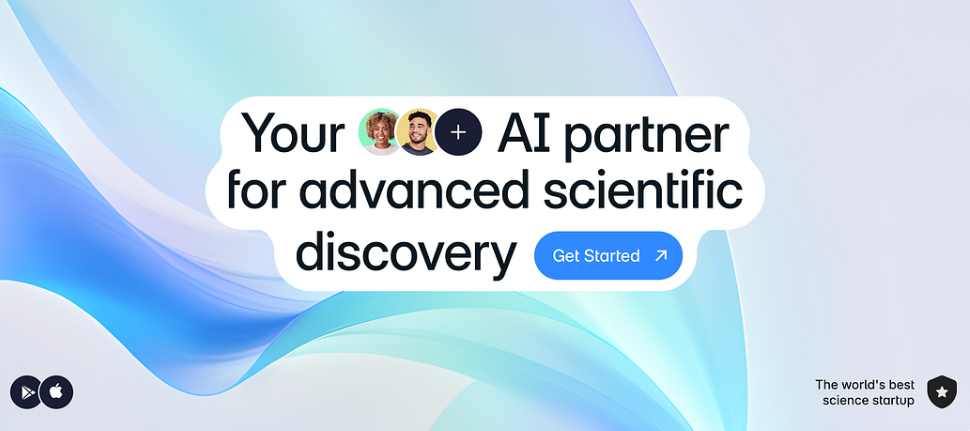 Your AI partner
for advanced scientific
discovery Get Started
The world's best
science startup